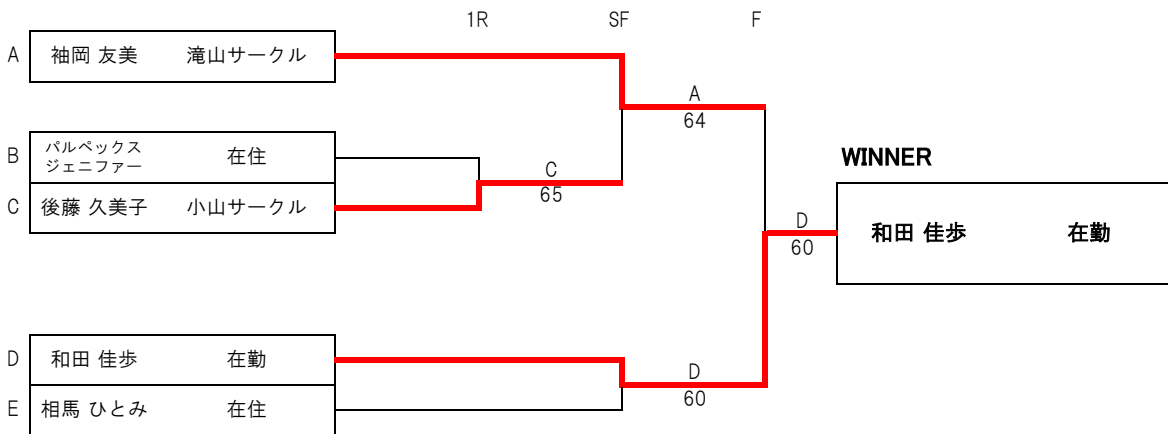 1R SF F
A 袖岡 友美 滝山サークル
A
64
B パルペックス
ジェニファー 在住
WINNER
C
65
C 後藤 久美子 小山サークル
D
60
和田 佳歩 在勤
D 和田 佳歩 在勤
D
60
E 相馬 ひとみ 在住